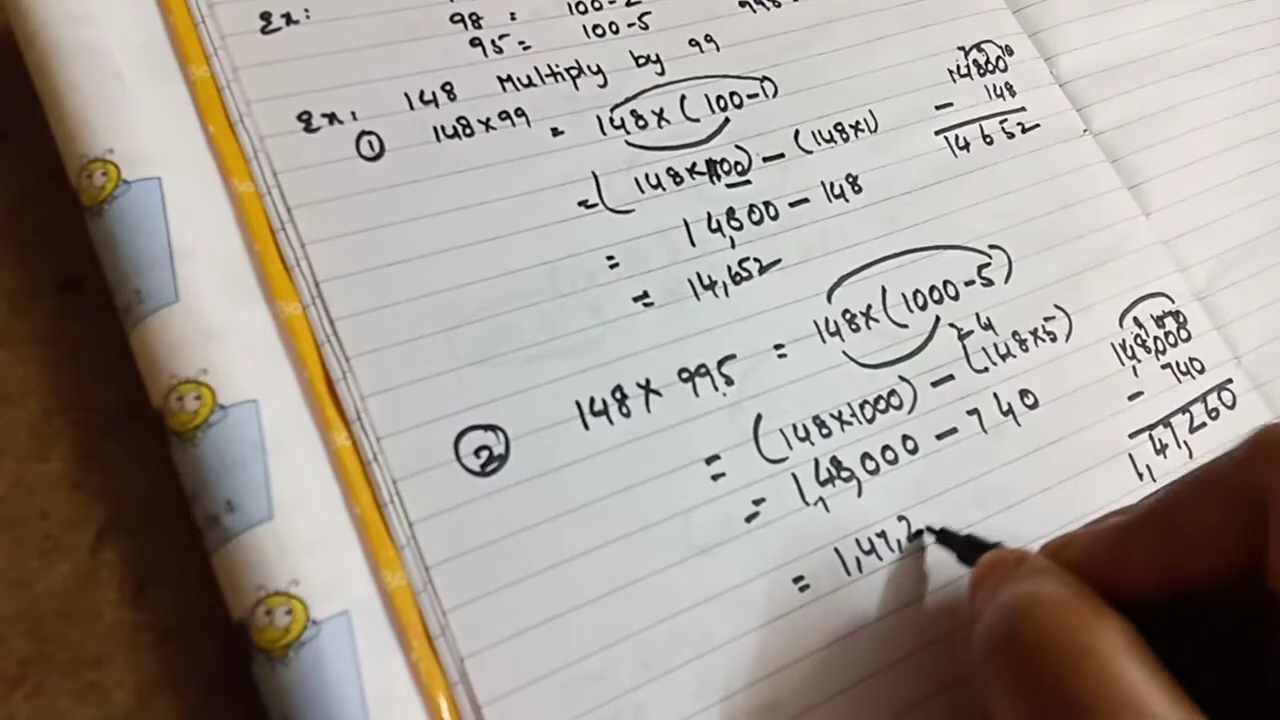 Ex: 98 = 100-2
95 = 100-5
Ex: 148 Multiply by 99
① 148×99 = 148×(100-1)
=(148×100) - (148×1)
= 14,800 - 148
= 14,652
14800
- 148
14652
② 148 × 995 = 148×(1000-5)
= (148×1000) - (148×5)
= 1,48,000 - 740
= 1,47,2
148,000
- 740
1,47,260